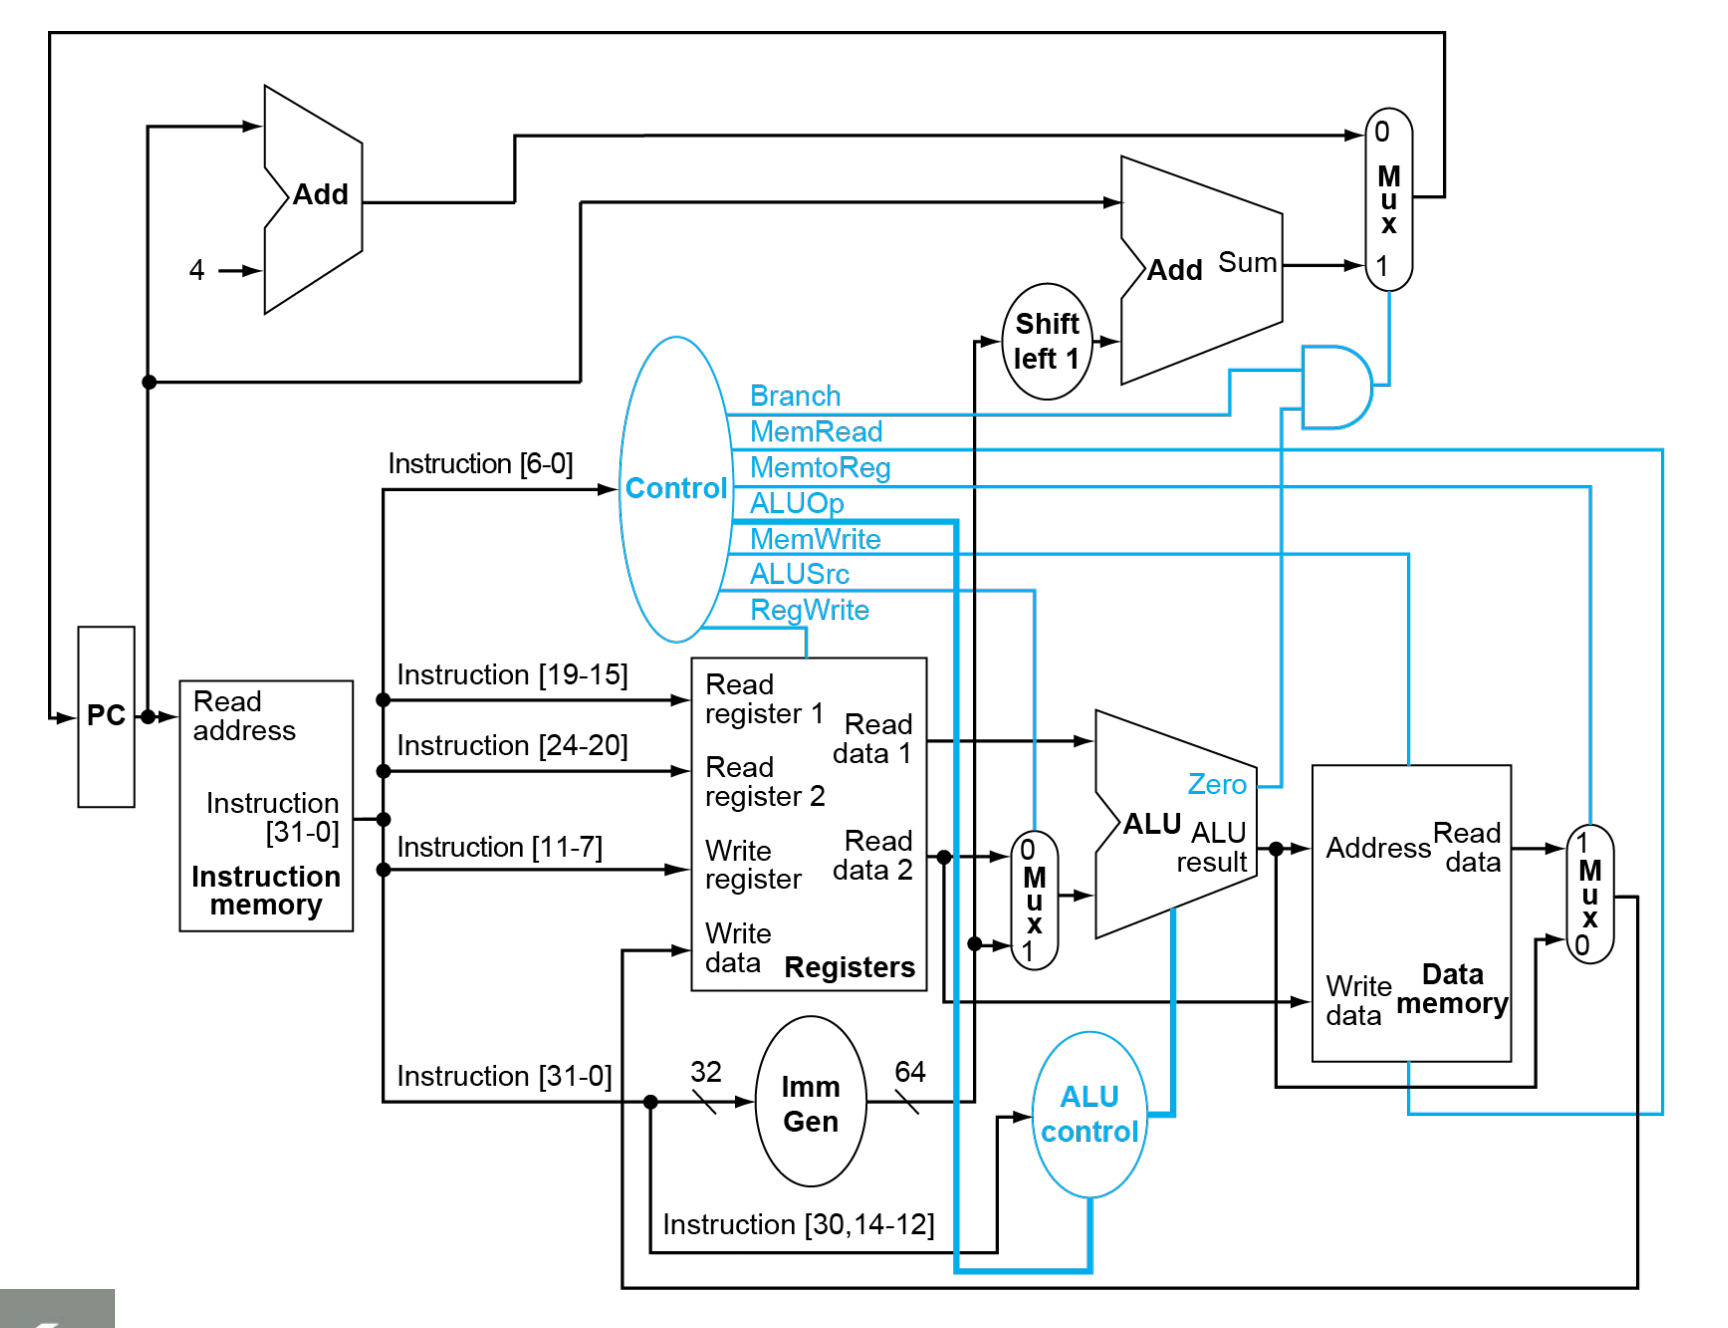 0
Mux
1
Add
4
Add
Sum
Shift
left 1
Branch
MemRead
MemtoReg
ALUOp
MemWrite
ALUSrc
RegWrite
Control
Instruction [6-0]
Instruction [19-15]
Instruction [24-20]
Instruction [11-7]
Instruction [31-0]
PC
Read
address
Instruction
[31-0]
Instruction
memory
Read
register 1
Read
register 2
Write
register
Write
data
Read
data 1
Read
data 2
Registers
0
Mux
1
Zero
ALU
ALU
result
Address
Read
data
Write
data
Data
memory
1
Mux
0
32
Imm
Gen
64
ALU
control
Instruction [30,14-12]